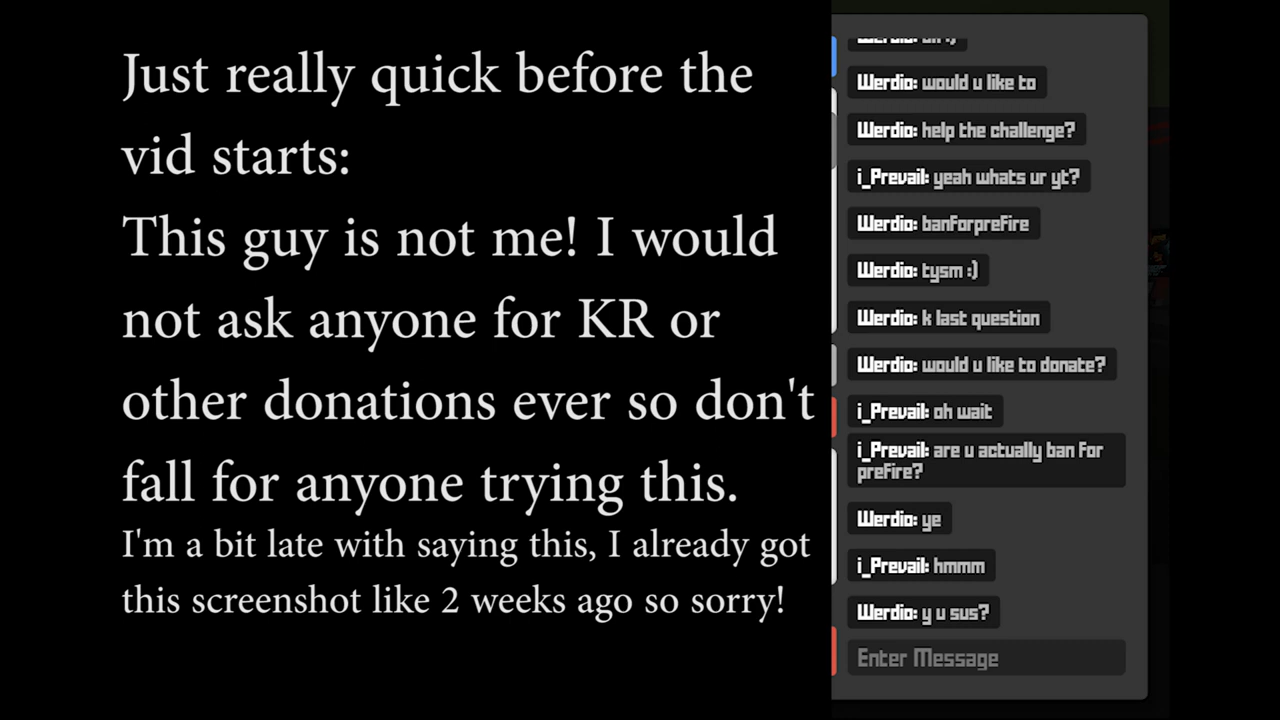 Just really quick before the
vid starts:
This guy is not me! I would
not ask anyone for KR or
other donations ever so don't
fall for anyone trying this.
I'm a bit late with saying this, I already got
this screenshot like 2 weeks ago so sorry!
Werdio: would u like to
Werdio: help the challenge?
i_Prevail: yeah whats ur yt?
Werdio: banforprefire
Werdio: tysm :)
Werdio: k last question
Werdio: would u like to donate?
i_Prevail: oh wait
i_Prevail: are u actually ban for
prefire?
Werdio: ye
i_Prevail: hmmm
Werdio: y u sus?
Enter Message